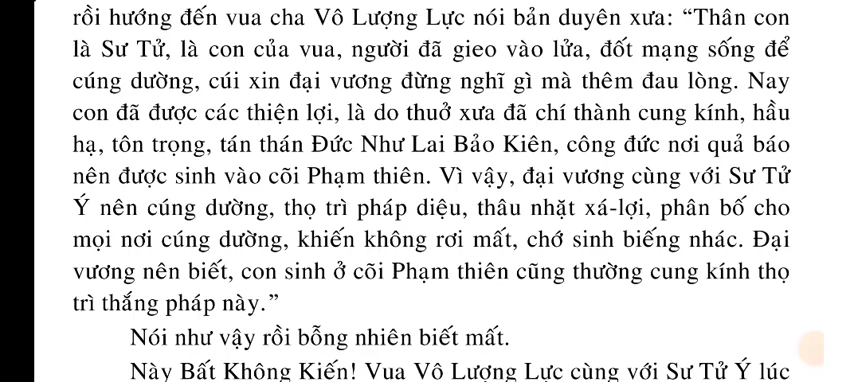 rồi hướng đến vua cha Vô Lượng Lực nói bản duyên xưa: “Thân con
là Sư Tử, là con của vua, người đã gieo vào lửa, đốt mạng sống để
cúng dường, cúi xin đại vương đừng nghĩ gì mà thêm đau lòng. Nay
con đã được các thiện lợi, là do thuở xưa đã chí thành cung kính, hầu
hạ, tôn trọng, tán thán Đức Như Lai Bảo Kiên, công đức nơi quả báo
nên được sinh vào cõi Phạm thiên. Vì vậy, đại vương cùng với Sư Tử
Ý nên cúng dường, thọ trì pháp diệu, thâu nhặt xá-lợi, phân bố cho
mọi nơi cúng dường, khiến không rơi mất, chớ sinh biếng nhác. Đại
vương nên biết, con sinh ở cõi Phạm thiên cũng thường cung kính thọ
trì thắng pháp này.”
Nói như vậy rồi bỗng nhiên biết mất.
Này Bất Không Kiến! Vua Vô Lượng Lực cùng với Sư Tử Ý lúc